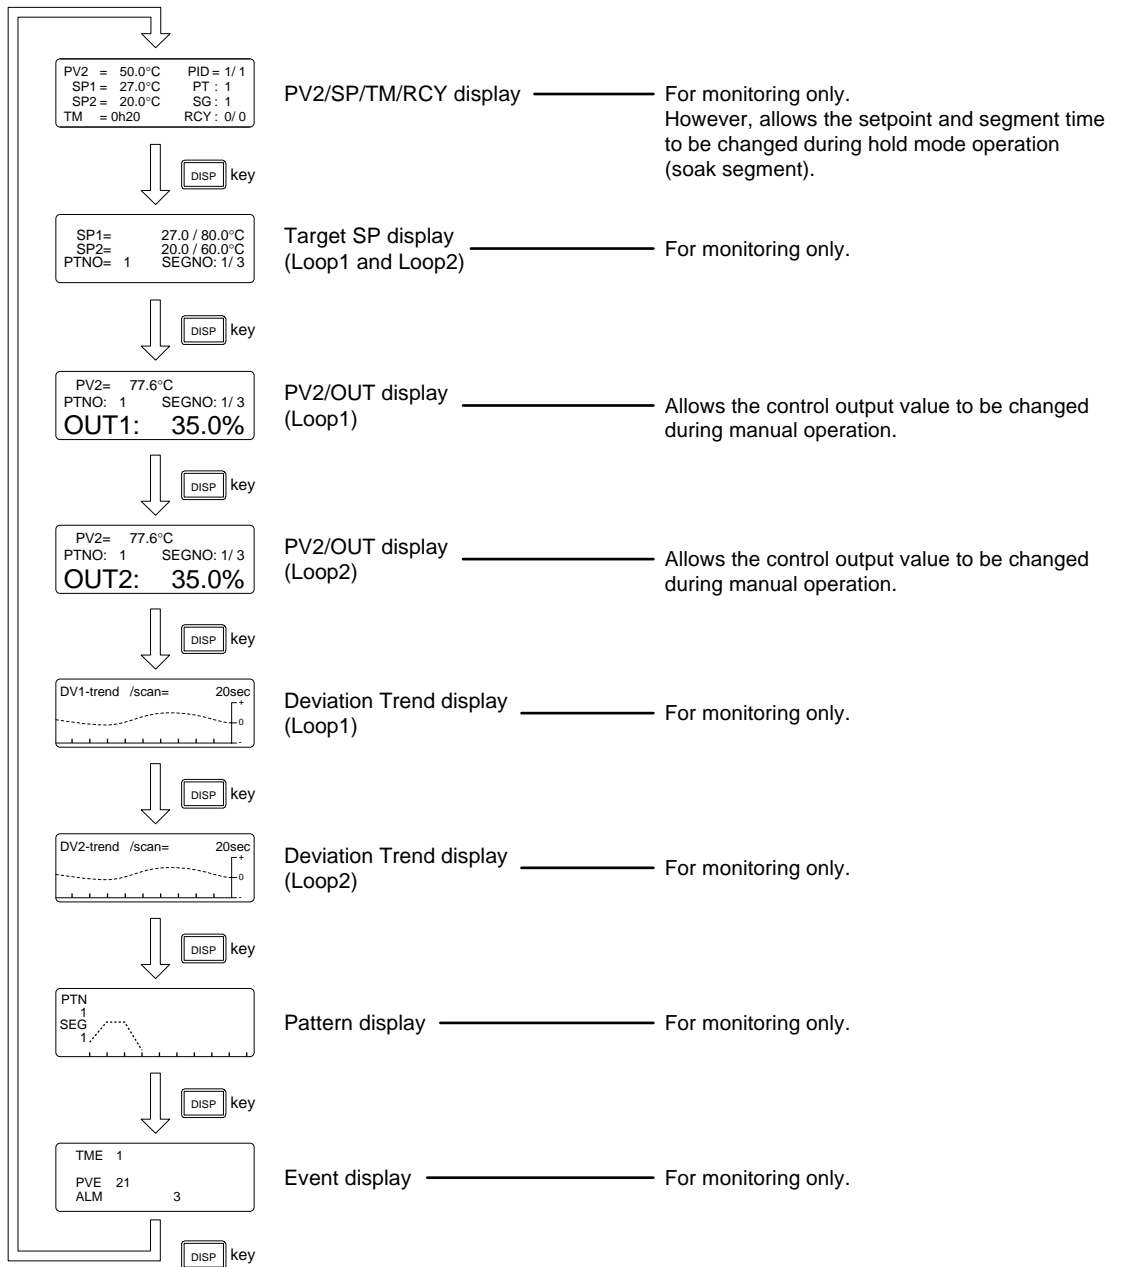 PV2 = 50.0°C PID = 1/ 1
SP1 = 27.0°C PT : 1
SP2 = 20.0°C SG : 1
TM = 0h20 RCY : 0/ 0
PV2/SP/TM/RCY display
For monitoring only.
However, allows the setpoint and segment time
to be changed during hold mode operation
(soak segment).
DISP key
SP1= 27.0 / 80.0°C
SP2= 20.0 / 60.0°C
PTNO= 1 SEGNO: 1/ 3
Target SP display
(Loop1 and Loop2)
For monitoring only.
DISP key
PV2= 77.6°C
PTNO: 1 SEGNO: 1/ 3
OUT1: 35.0%
PV2/OUT display
(Loop1)
Allows the control output value to be changed
during manual operation.
DISP key
PV2= 77.6°C
PTNO: 1 SEGNO: 1/ 3
OUT2: 35.0%
PV2/OUT display
(Loop2)
Allows the control output value to be changed
during manual operation.
DISP key
DV1-trend /scan= 20sec
+
0
-
Deviation Trend display
(Loop1)
For monitoring only.
DISP key
DV2-trend /scan= 20sec
+
0
-
Deviation Trend display
(Loop2)
For monitoring only.
DISP key
PTN
1
SEG
1
Pattern display
For monitoring only.
DISP key
TME 1
PVE 21
ALM 3
Event display
For monitoring only.
DISP key